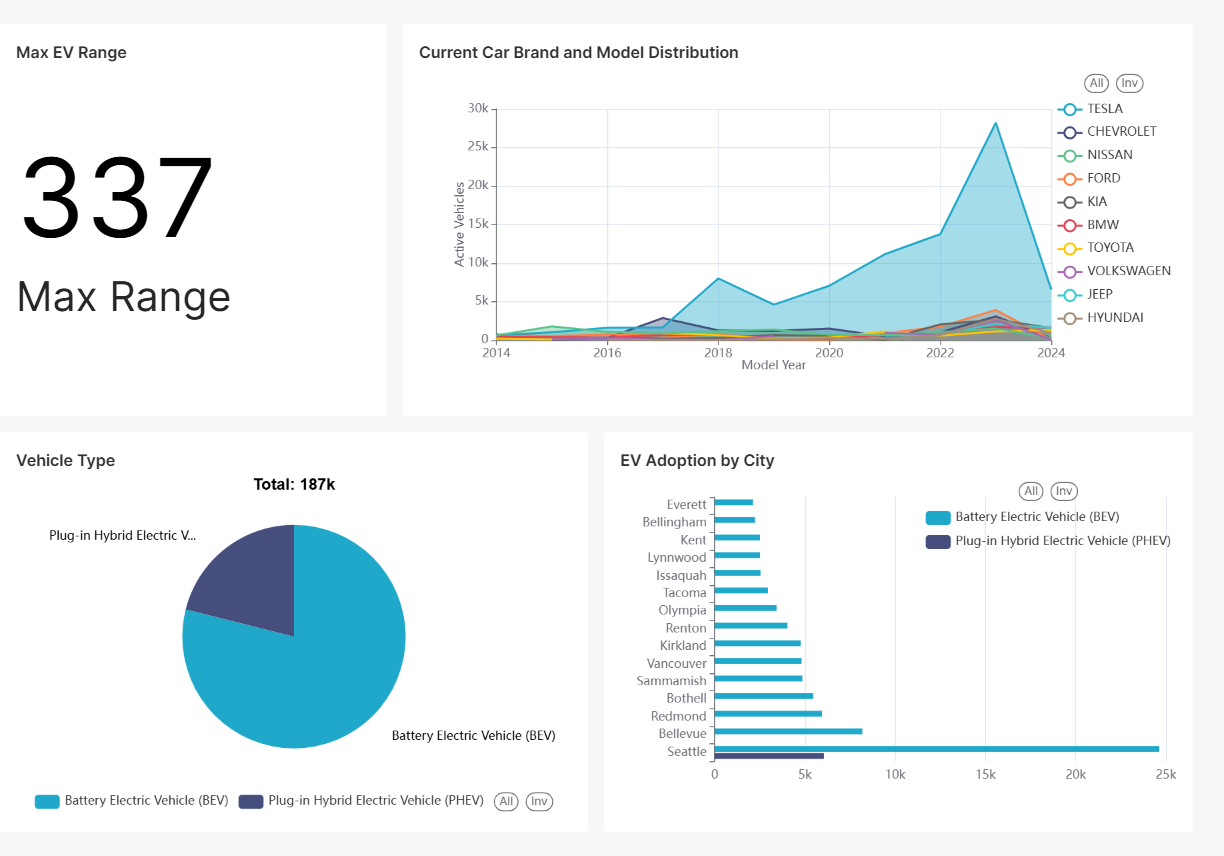 Max EV Range
337
Max Range
Current Car Brand and Model Distribution
All Inv
TESLA
CHEVROLET
NISSAN
FORD
KIA
BMW
TOYOTA
VOLKSWAGEN
JEEP
HYUNDAI
Active Vehicles
30k
25k
20k
15k
10k
5k
0
2014 2016 2018 2020 2022 2024
Model Year
Vehicle Type
Total: 187k
Plug-in Hybrid Electric V...
Battery Electric Vehicle (BEV)
Battery Electric Vehicle (BEV) Plug-in Hybrid Electric Vehicle (PHEV) All Inv
EV Adoption by City
All Inv
Battery Electric Vehicle (BEV)
Plug-in Hybrid Electric Vehicle (PHEV)
Everett
Bellingham
Kent
Lynnwood
Issaquah
Tacoma
Olympia
Renton
Kirkland
Vancouver
Sammamish
Bothell
Redmond
Bellevue
Seattle
0 5k 10k 15k 20k 25k